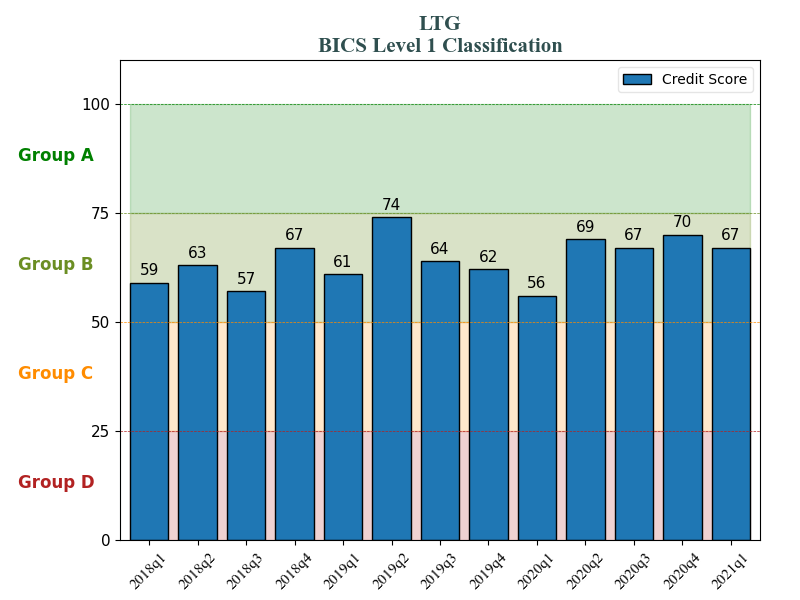 LTG
BICS Level 1 Classification
Credit Score
100
Group A
75
74
70
69
67
67
67
64
63
62
61
59
57
56
Group B
50
Group C
25
Group D
0
2018q1
2018q2
2018q3
2018q4
2019q1
2019q2
2019q3
2019q4
2020q1
2020q2
2020q3
2020q4
2021q1